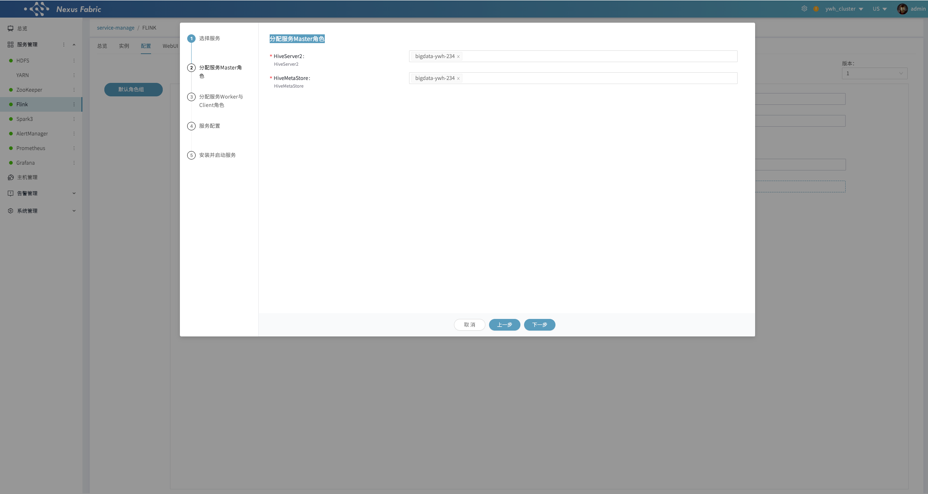 Nexus Fabric
ywh_cluster
US
admin
总览
服务管理
HDFS
YARN
ZooKeeper
Flink
Spark3
AlertManager
Prometheus
Grafana
主机管理
告警管理
系统管理
service-manage / FLINK
总览
实例
配置
WebUI
默认角色组
版本：
1
1
选择服务
2
分配服务Master角
色
3
分配服务Worker与
Client角色
4
服务配置
5
安装并启动服务
分配服务Master角色
* HiveServer2：
HiveServer2
bigdata-ywh-234 ×
* HiveMetaStore：
HiveMetaStore
bigdata-ywh-234 ×
取 消
上一步
下一步